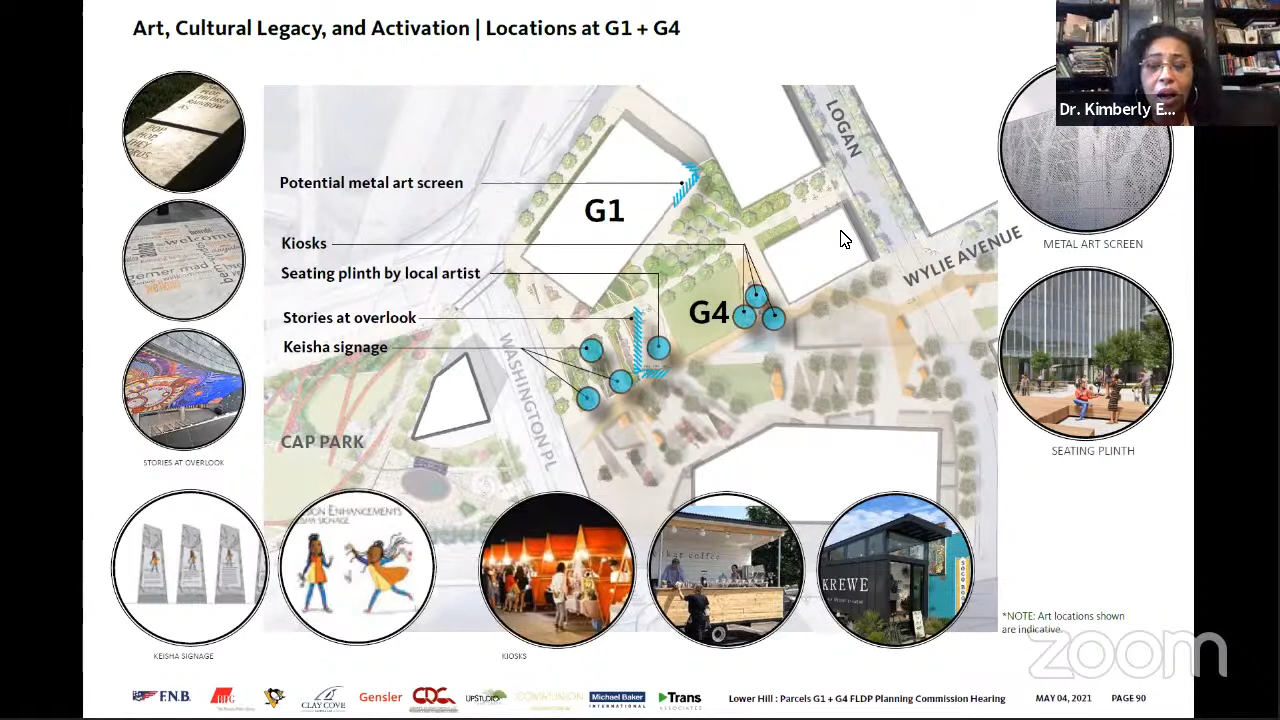 Art, Cultural Legacy, and Activation | Locations at G1 + G4
Dr. Kimberly E...
LOGAN
Potential metal art screen
G1
Kiosks
Seating plinth by local artist
WYLIE AVENUE
METAL ART SCREEN
G4
Stories at overlook
Keisha signage
WASHINGTON PL
CAP PARK
welcome
STORIES AT OVERLOOK
SEATING PLINTH
KREWE
*NOTE: Art locations shown
are indicative.
zoom
KEISHA SIGNAGE
KIOSKS
F.N.B.
BPG
CLAY COVE
Gensler
CDC
UPSTUDIO
COMMUNION
Michael Baker
INTERNATIONAL
Trans
ASSOCIATES
Lower Hill : Parcels G1 + G4 FLDP Planning Commission Hearing
MAY 04, 2021
PAGE 90